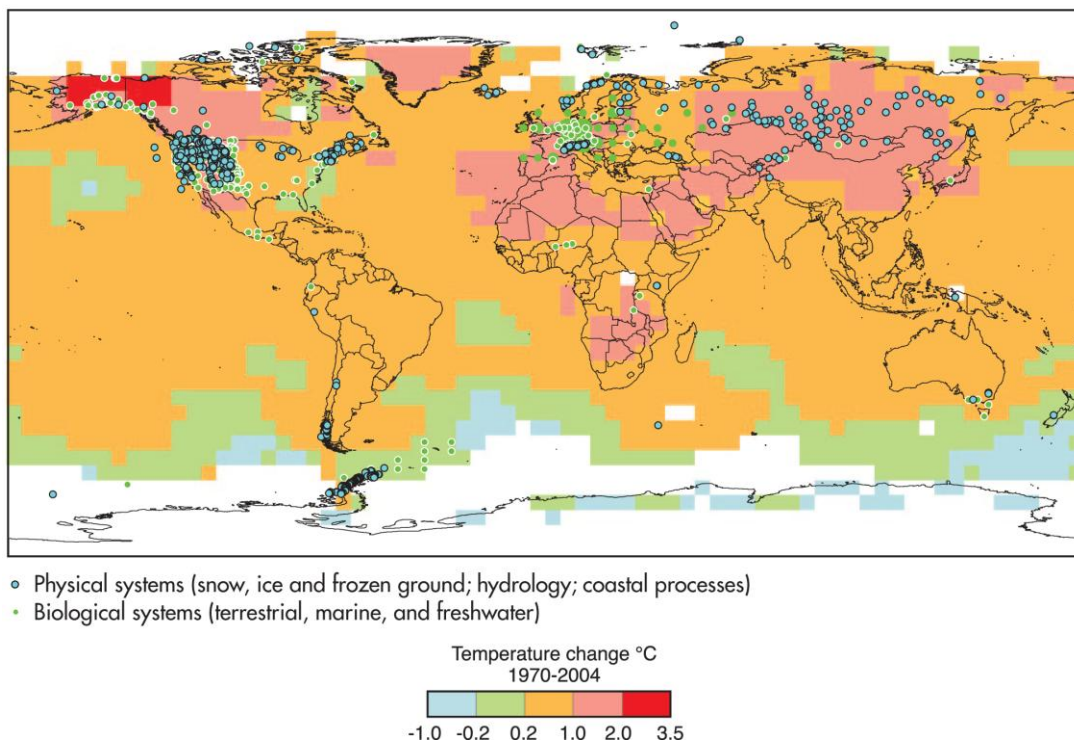 Physical systems (snow, ice and frozen ground; hydrology; coastal processes)
Biological systems (terrestrial, marine, and freshwater)
Temperature change °C
1970-2004
-1.0 -0.2 0.2 1.0 2.0 3.5